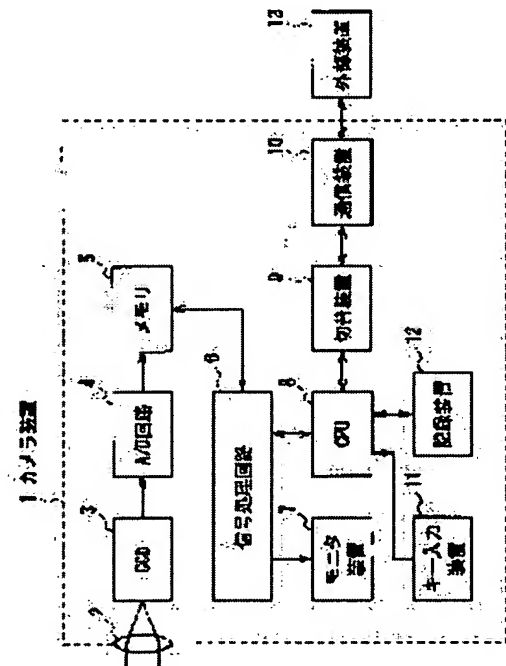 1 カメラ装置
2
3
CCD
4
A/D回路
5
メモリ
6
信号処理回路
7
モニタ
装置
8
CPU
9
切替装置
10
通信装置
13
外部装置
11
キー入力
装置
12
記録装置